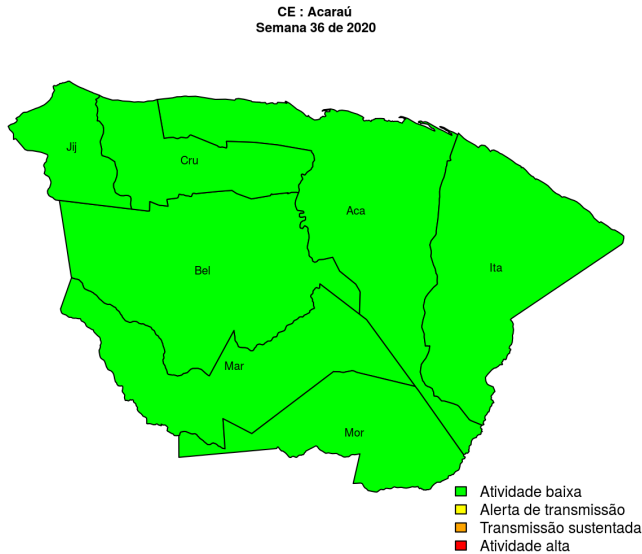 CE : Acaraú
Semana 36 de 2020
Jij
Cru
Aca
Bel
Ita
Mar
Mor
Atividade baixa
Alerta de transmissão
Transmissão sustentada
Atividade alta